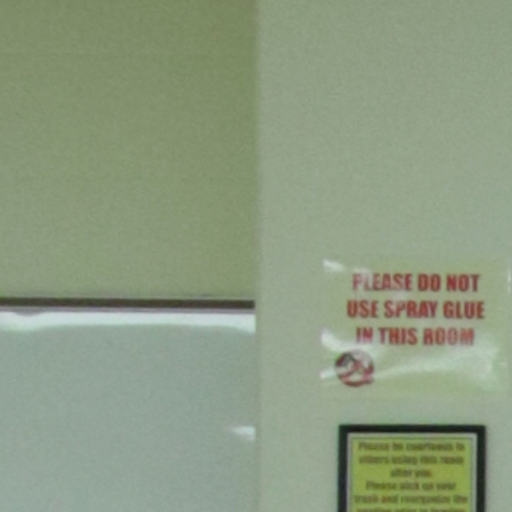 PLEASE DO NOT
USE SPRAY GLUE
IN THIS ROOM
Please be courteous to
others using this room
after you.
Please pick up your
trash and reorganize the